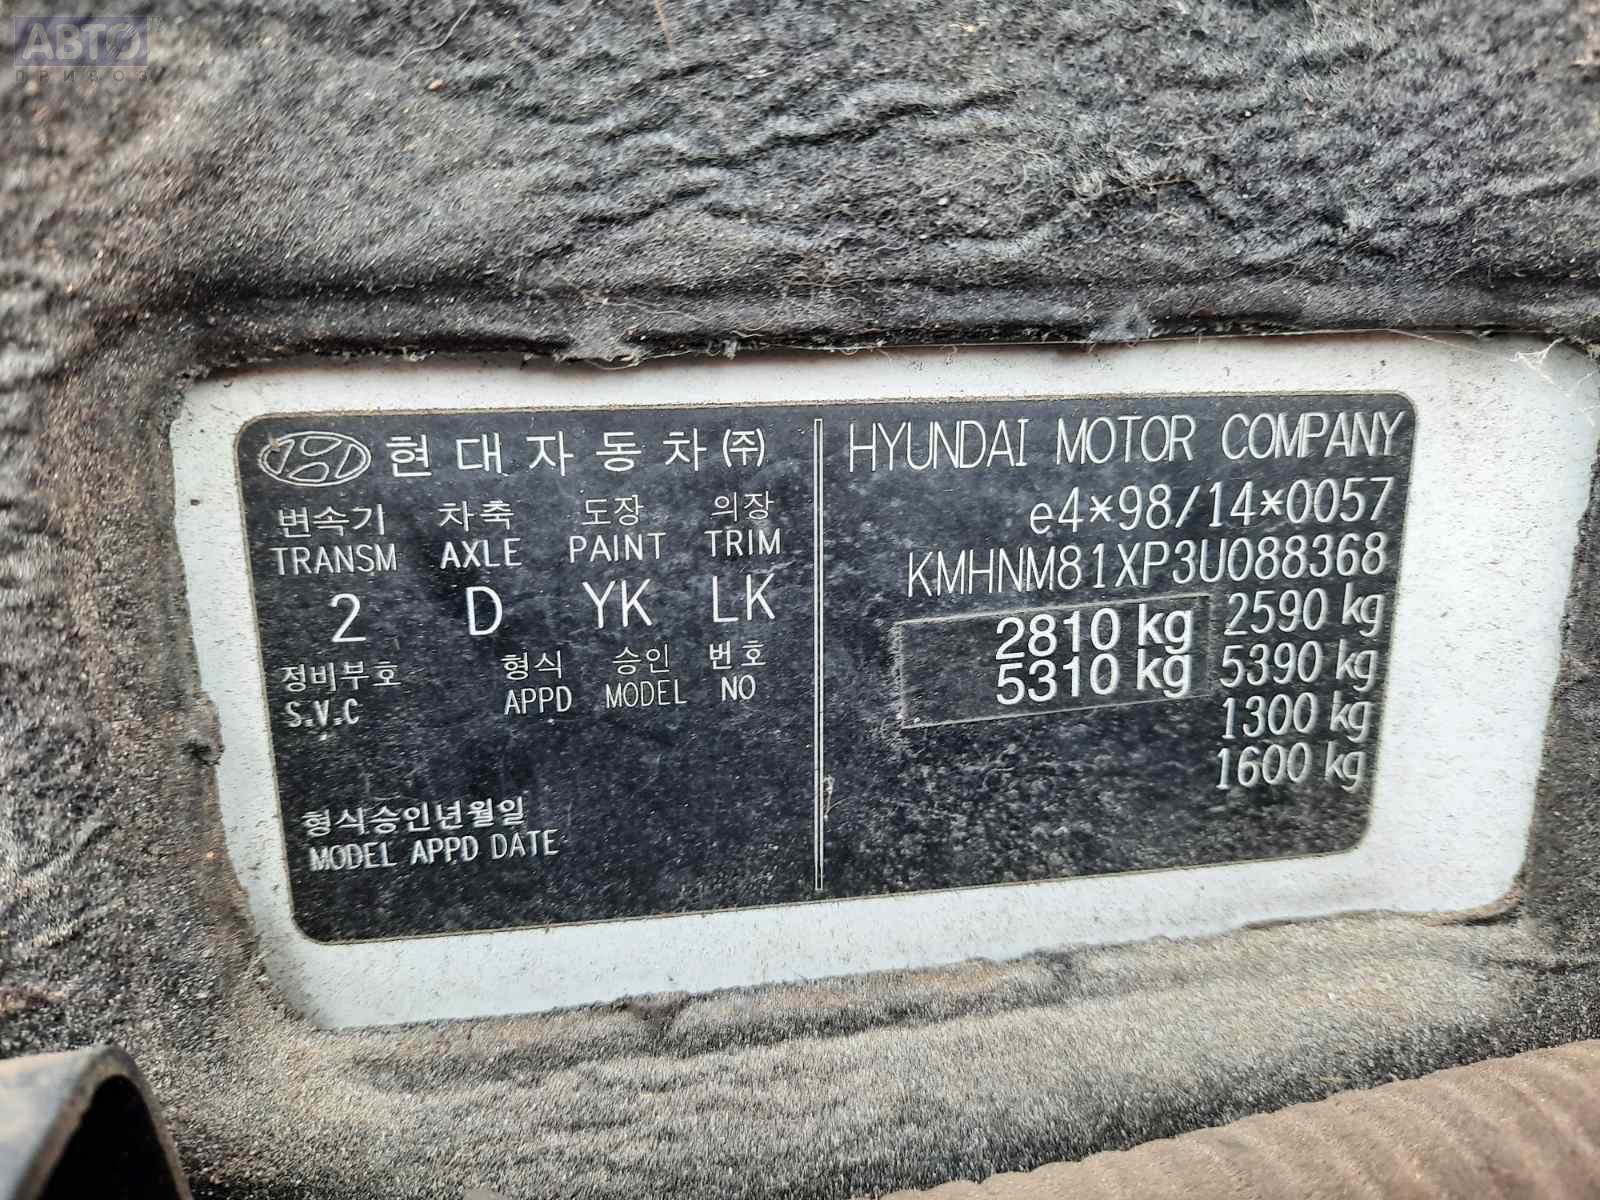 АВТО
ПРИВОЗ
현대자동차(주)
변속기 차축 도장 의장
TRANSM AXLE PAINT TRIM
2 D YK LK
정비부호 형식 승인 번호
S.V.C APPD MODEL NO
형식승인년월일
MODEL APPD DATE
HYUNDAI MOTOR COMPANY
e4*98/14*0057
KMHNM81XP3U088368
2810 kg 2590 kg
5310 kg 5390 kg
1300 kg
1600 kg